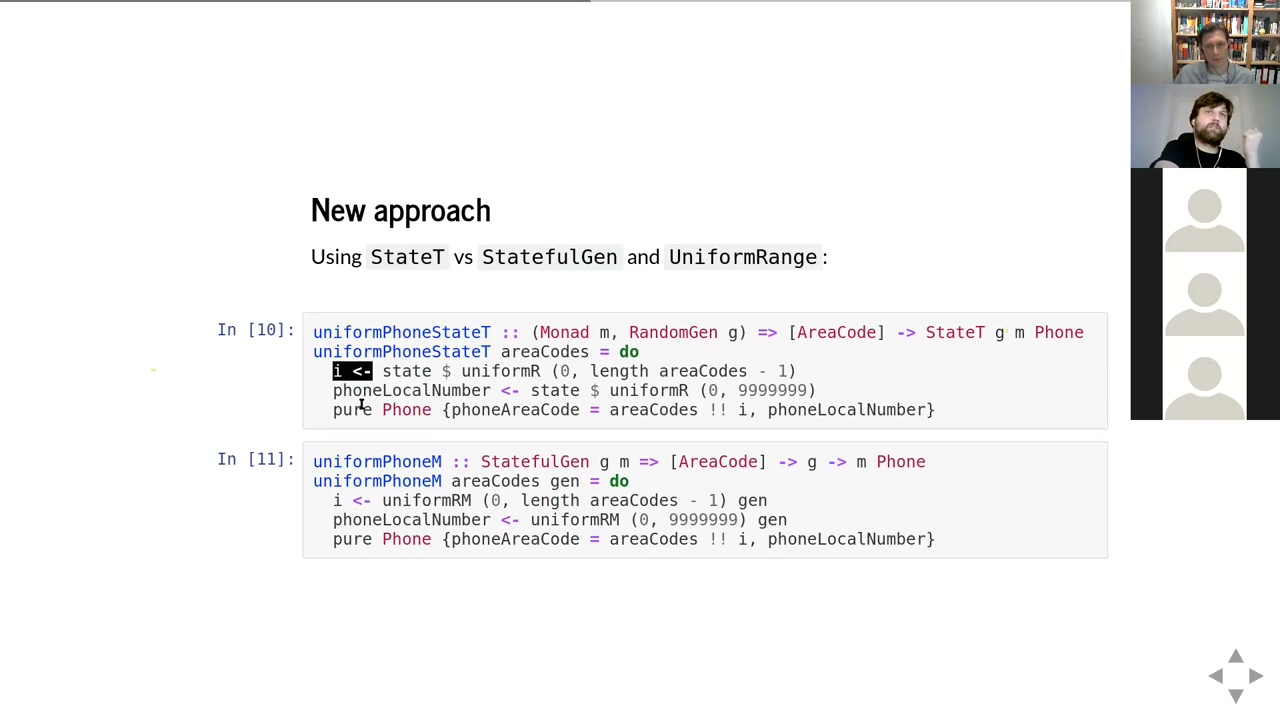 New approach
Using StateT vs StatefulGen and UniformRange:
In [10]:
uniformPhoneStateT :: (Monad m, RandomGen g) => [AreaCode] -> StateT g m Phone
uniformPhoneStateT areaCodes = do
  i <- state $ uniformR (0, length areaCodes - 1)
  phoneLocalNumber <- state $ uniformR (0, 9999999)
  pure Phone {phoneAreaCode = areaCodes !! i, phoneLocalNumber}
In [11]:
uniformPhoneM :: StatefulGen g m => [AreaCode] -> g -> m Phone
uniformPhoneM areaCodes gen = do
  i <- uniformRM (0, length areaCodes - 1) gen
  phoneLocalNumber <- uniformRM (0, 9999999) gen
  pure Phone {phoneAreaCode = areaCodes !! i, phoneLocalNumber}